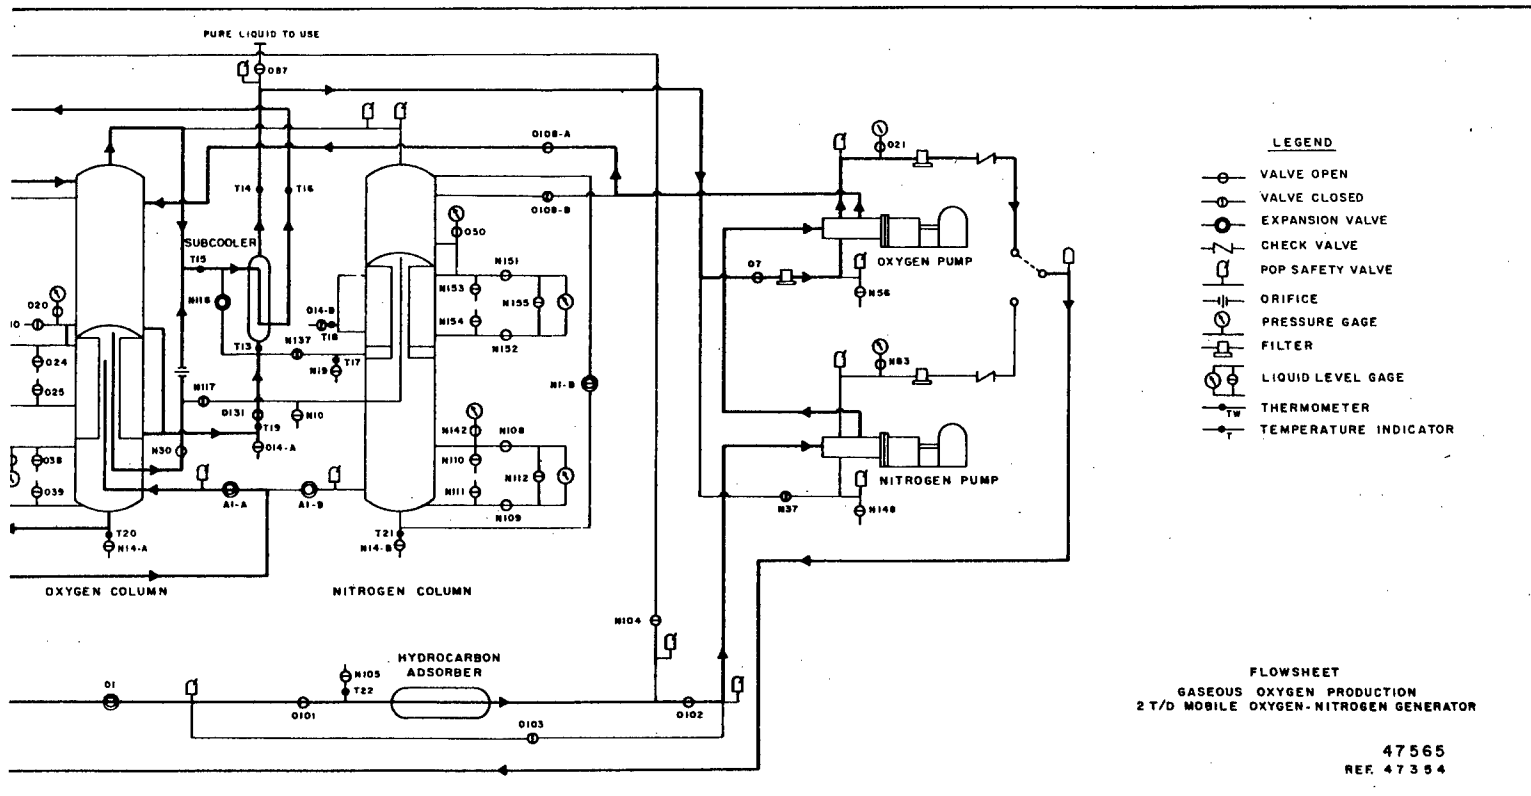 PURE LIQUID TO USE
O87
O108-A
O21
T14
T16
O108-B
O50
SUBCOOLER
T15
N151
O7
OXYGEN PUMP
N116
N153
N155
N56
O20
O14-B
T18
N154
10
N137
T13
N152
T17
N19
N83
O24
N1-B
O25
N117
O131
N10
T19
N142
N108
N30
O14-A
O38
N110
N112
NITROGEN PUMP
O39
A1-A
A1-B
N111
N109
N37
N148
T20
T21
N14-A
N14-B
OXYGEN COLUMN
NITROGEN COLUMN
N104
HYDROCARBON
ADSORBER
O1
N105
T22
O101
O102
O103
LEGEND
VALVE OPEN
VALVE CLOSED
EXPANSION VALVE
CHECK VALVE
POP SAFETY VALVE
ORIFICE
PRESSURE GAGE
FILTER
LIQUID LEVEL GAGE
TW THERMOMETER
T TEMPERATURE INDICATOR
FLOWSHEET
GASEOUS OXYGEN PRODUCTION
2 T/D MOBILE OXYGEN-NITROGEN GENERATOR
47565
REF. 47354